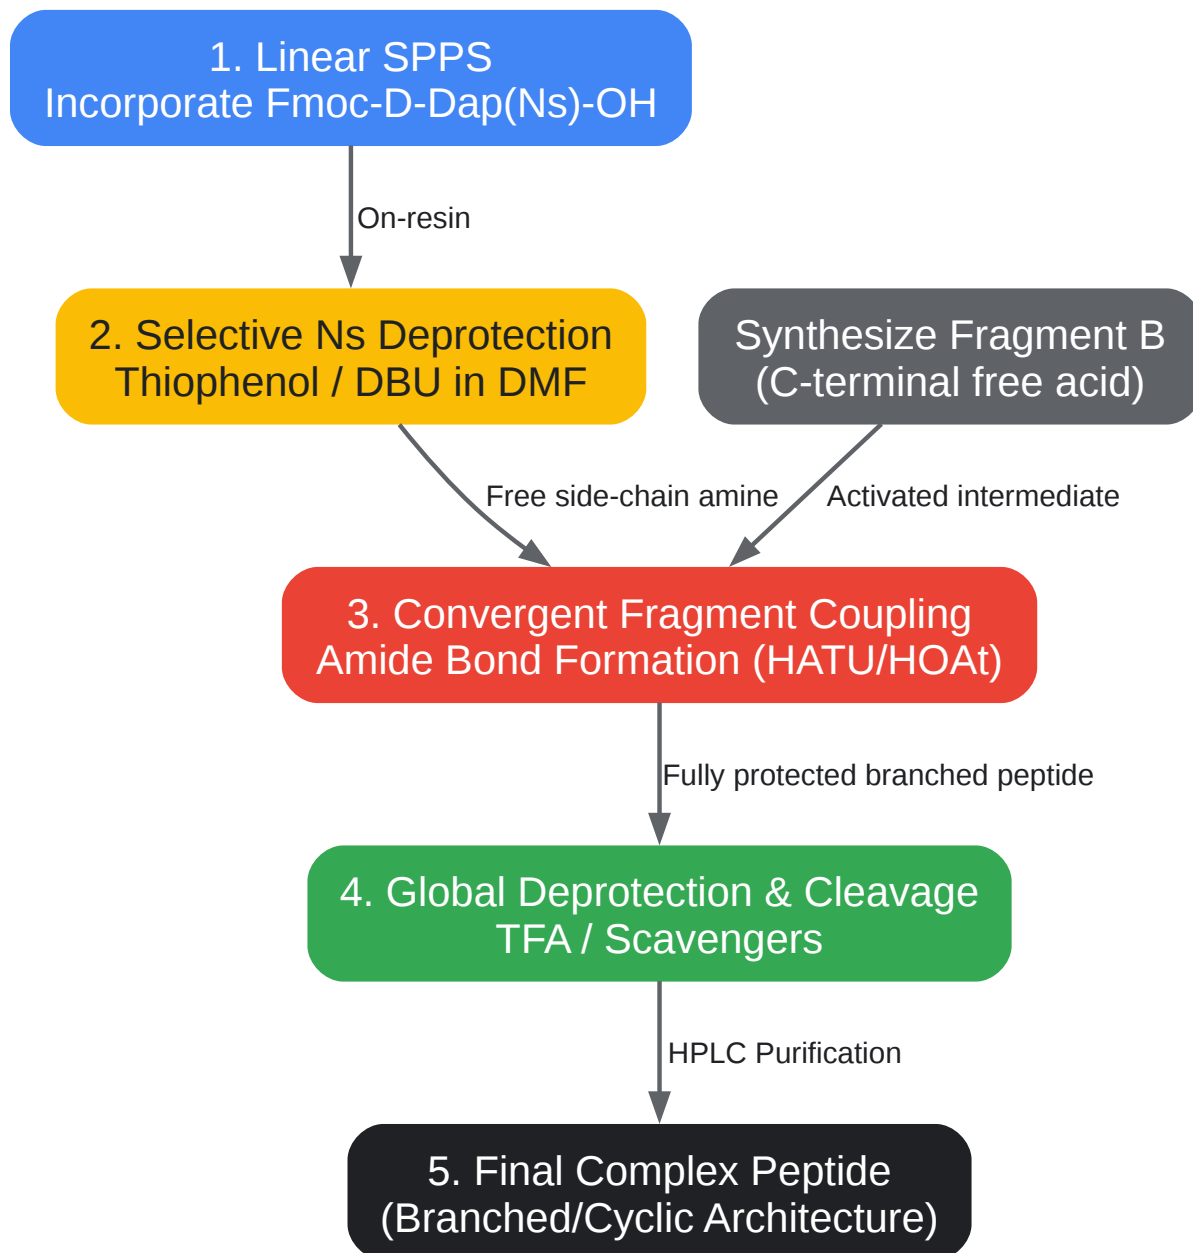 1. Linear SPPS
Incorporate Fmoc-D-Dap(Ns)-OH
On-resin
2. Selective Ns Deprotection
Thiophenol / DBU in DMF
Synthesize Fragment B
(C-terminal free acid)
Free side-chain amine
Activated intermediate
3. Convergent Fragment Coupling
Amide Bond Formation (HATU/HOAt)
Fully protected branched peptide
4. Global Deprotection & Cleavage
TFA / Scavengers
HPLC Purification
5. Final Complex Peptide
(Branched/Cyclic Architecture)